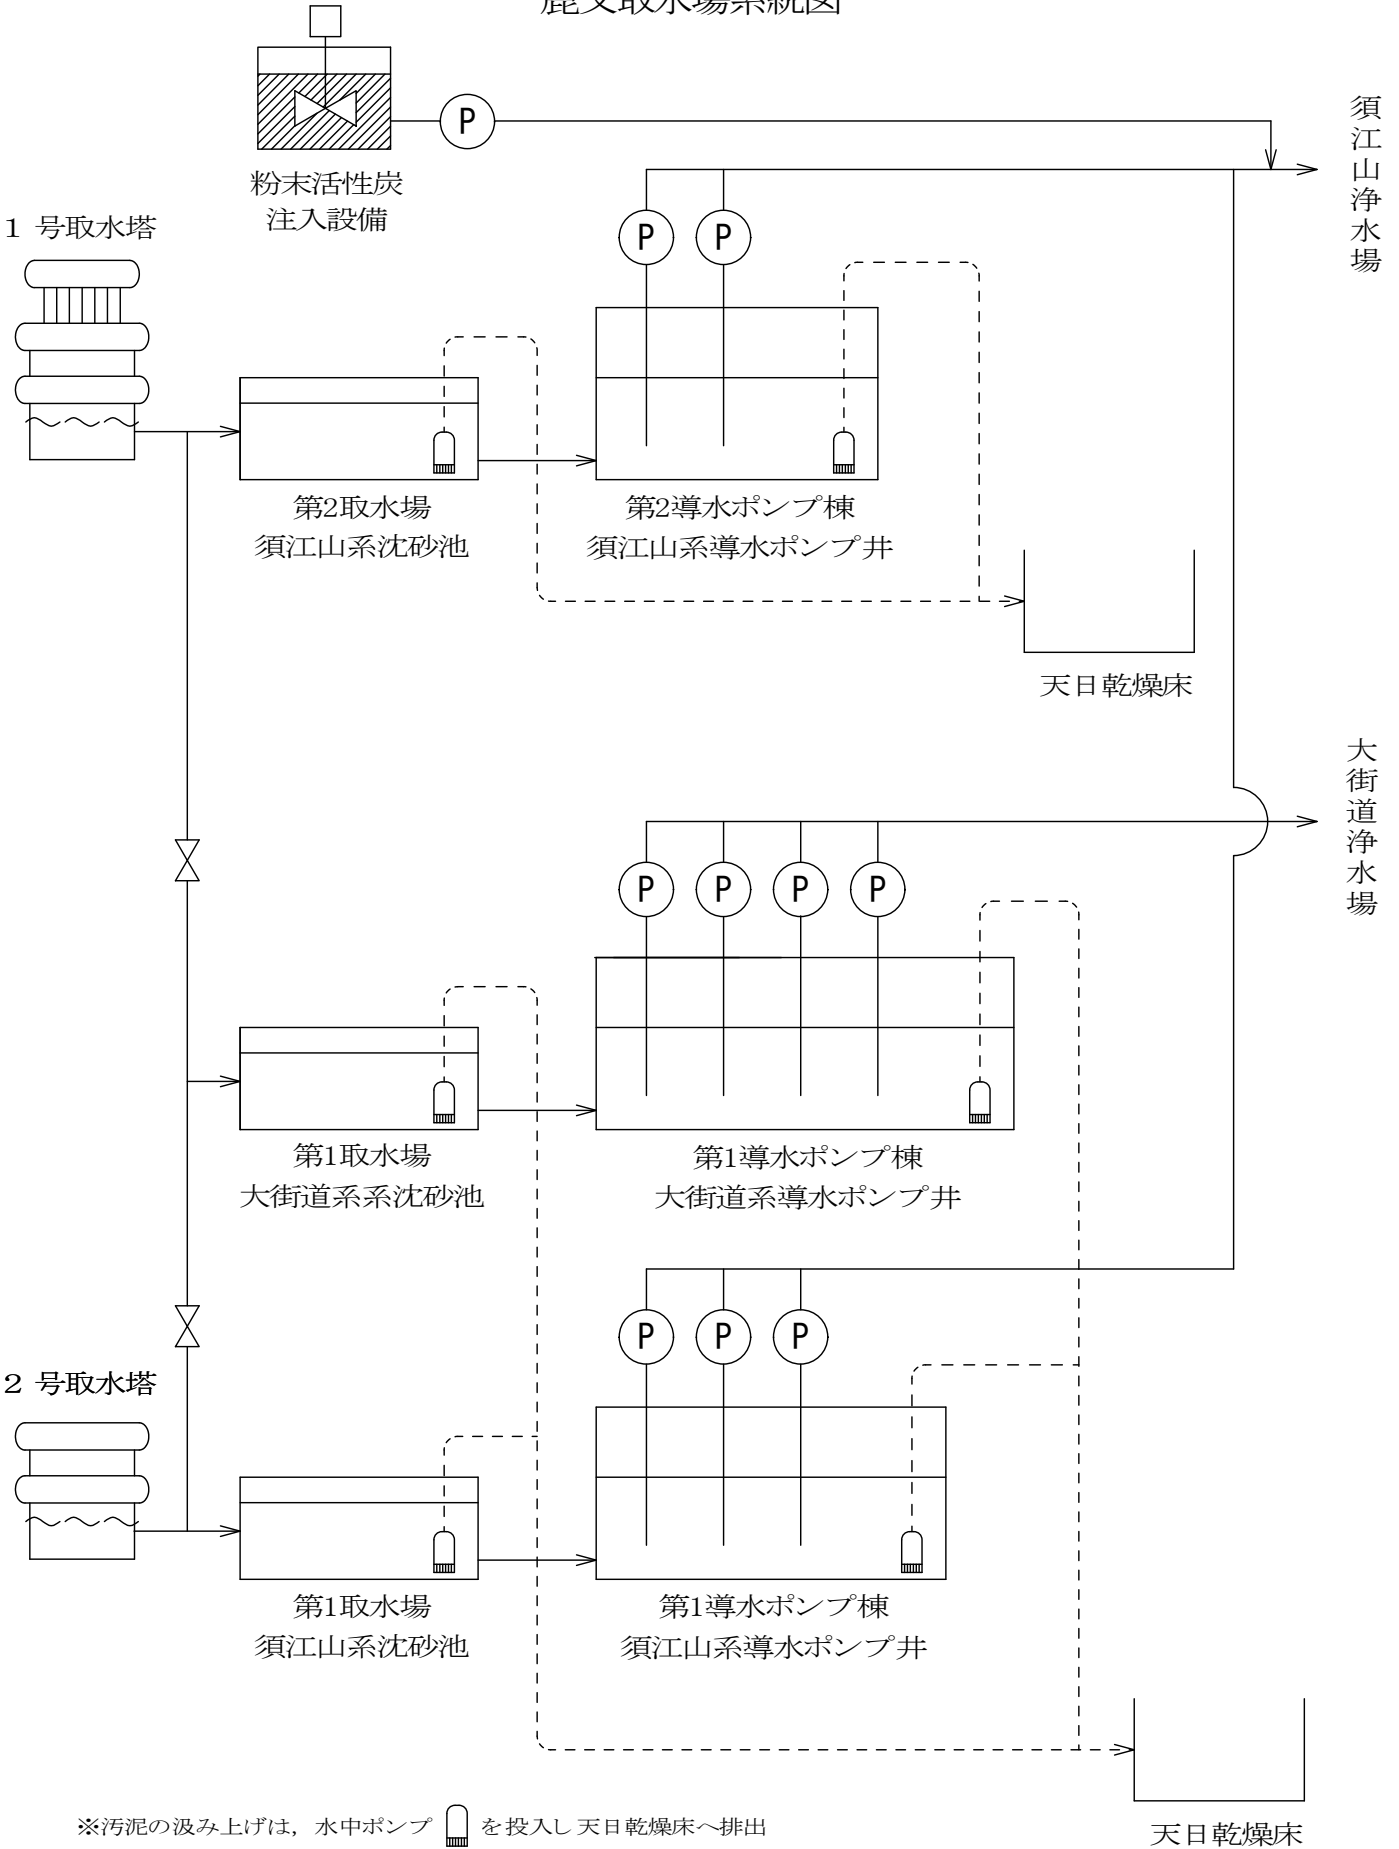 鹿又取水場系統図
P
粉末活性炭
注入設備
須江山浄水場
1 号取水塔
P
P
第2取水場
須江山系沈砂池
第2導水ポンプ棟
須江山系導水ポンプ井
天日乾燥床
大街道浄水場
P
P
P
P
第1取水場
大街道系系沈砂池
第1導水ポンプ棟
大街道系導水ポンプ井
P
P
P
2 号取水塔
第1取水場
須江山系沈砂池
第1導水ポンプ棟
須江山系導水ポンプ井
※汚泥の汲み上げは，水中ポンプ を投入し天日乾燥床へ排出
天日乾燥床